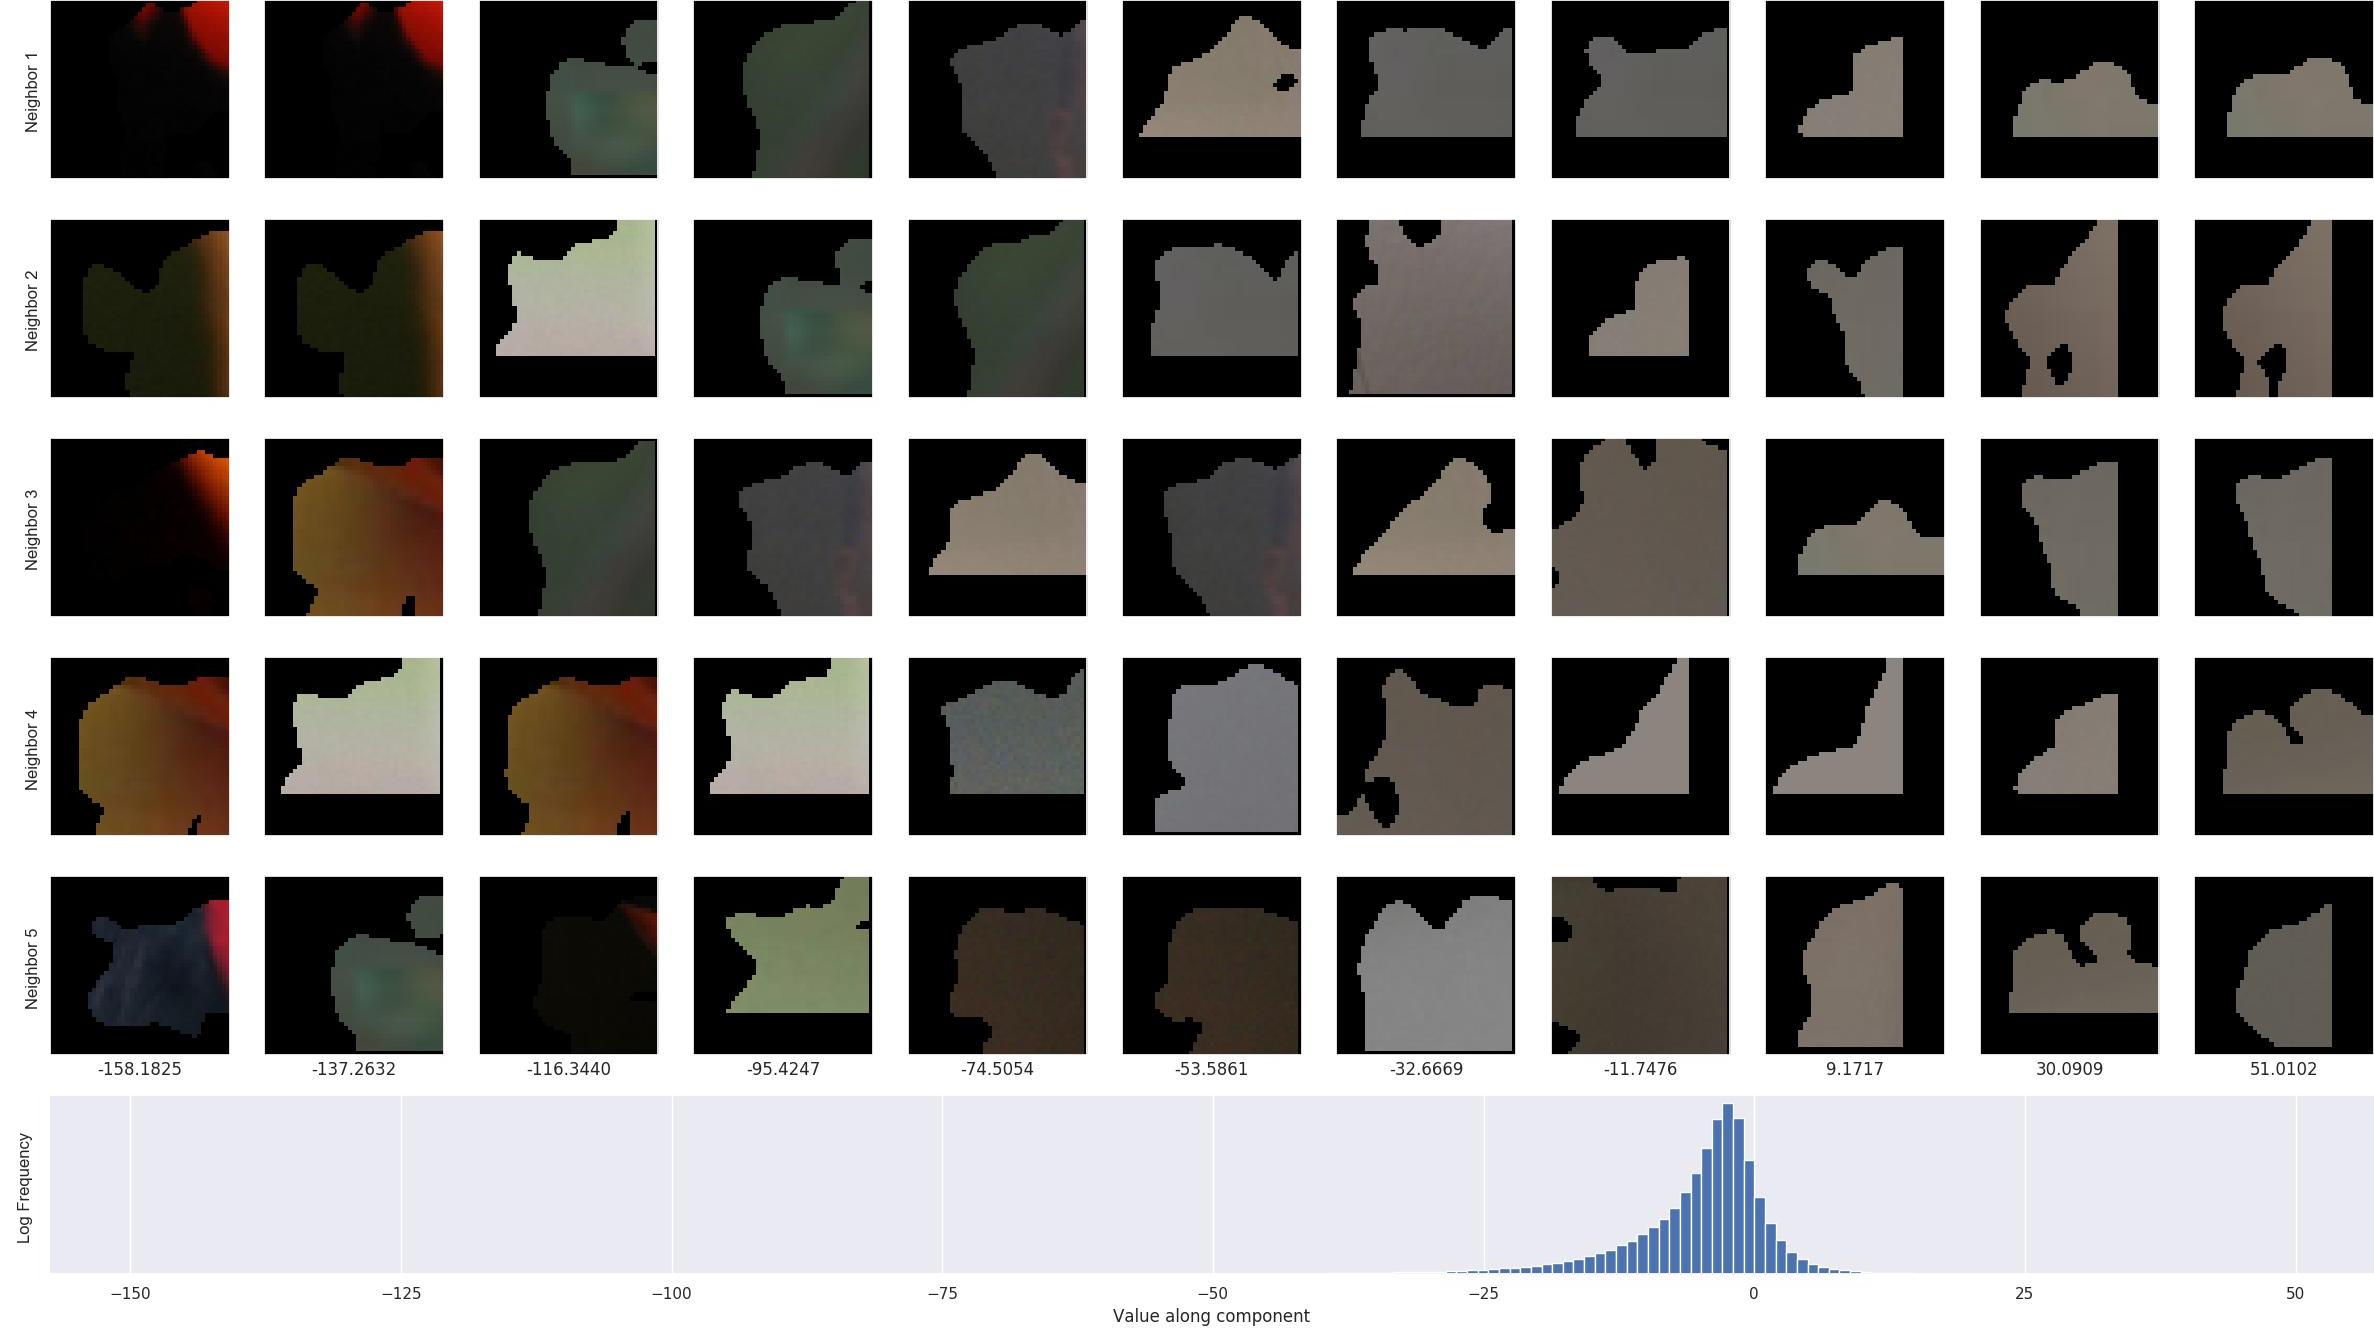 Neighbor 1
Neighbor 2
Neighbor 3
Neighbor 4
Neighbor 5
-158.1825 -137.2632 -116.3440 -95.4247 -74.5054 -53.5861 -32.6669 -11.7476 9.1717 30.0909 51.0102
Log Frequency
−150 −125 −100 −75 −50 −25 0 25 50
Value along component